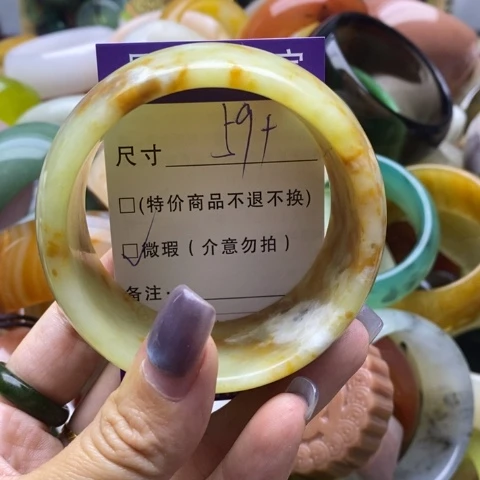 尺寸 59+
□(特价商品不退不换)
☑微瑕(介意勿拍)
备注: